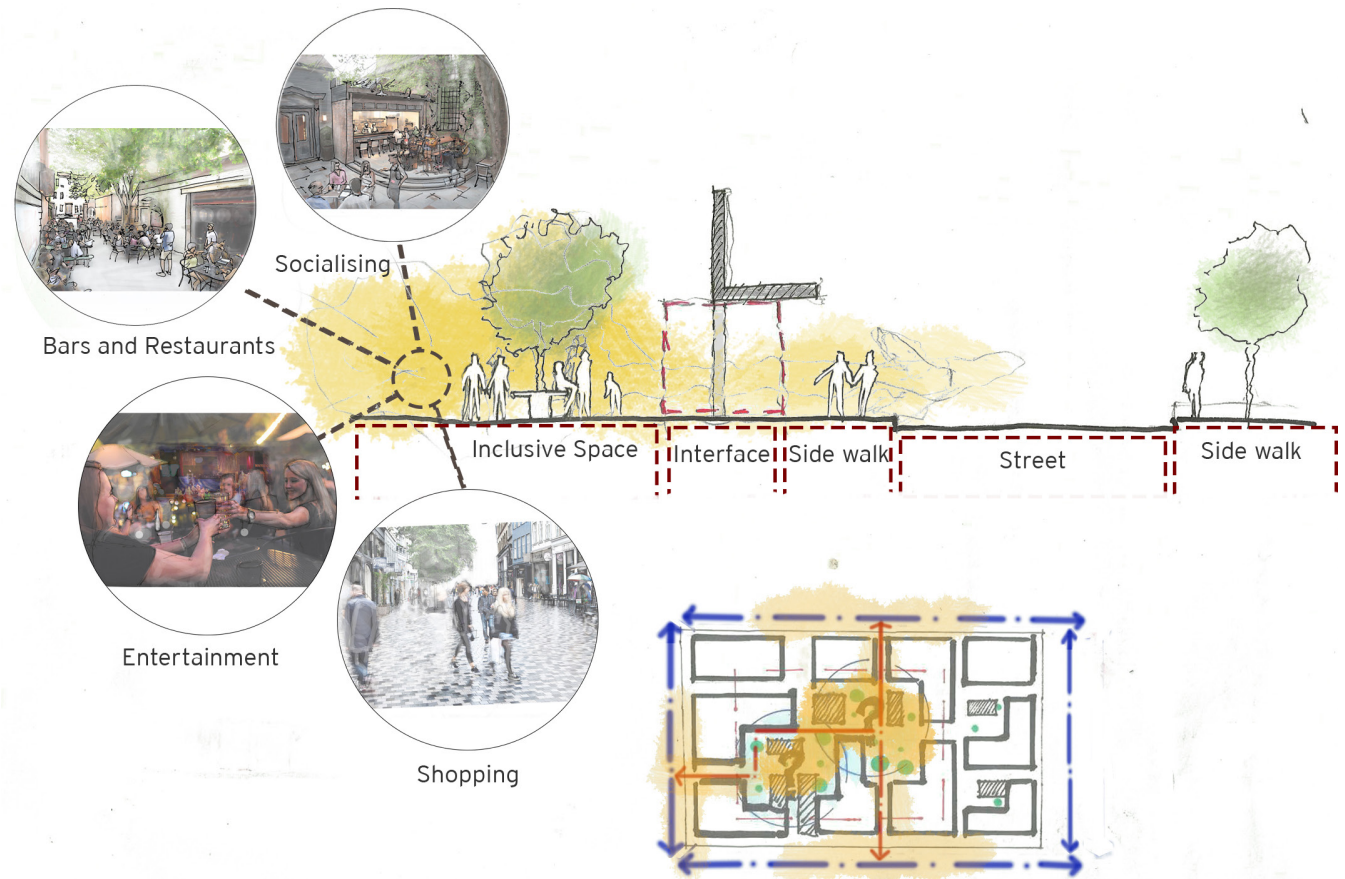 Socialising
Bars and Restaurants
Inclusive Space
Interface
Side walk
Street
Side walk
Entertainment
Shopping
?
?